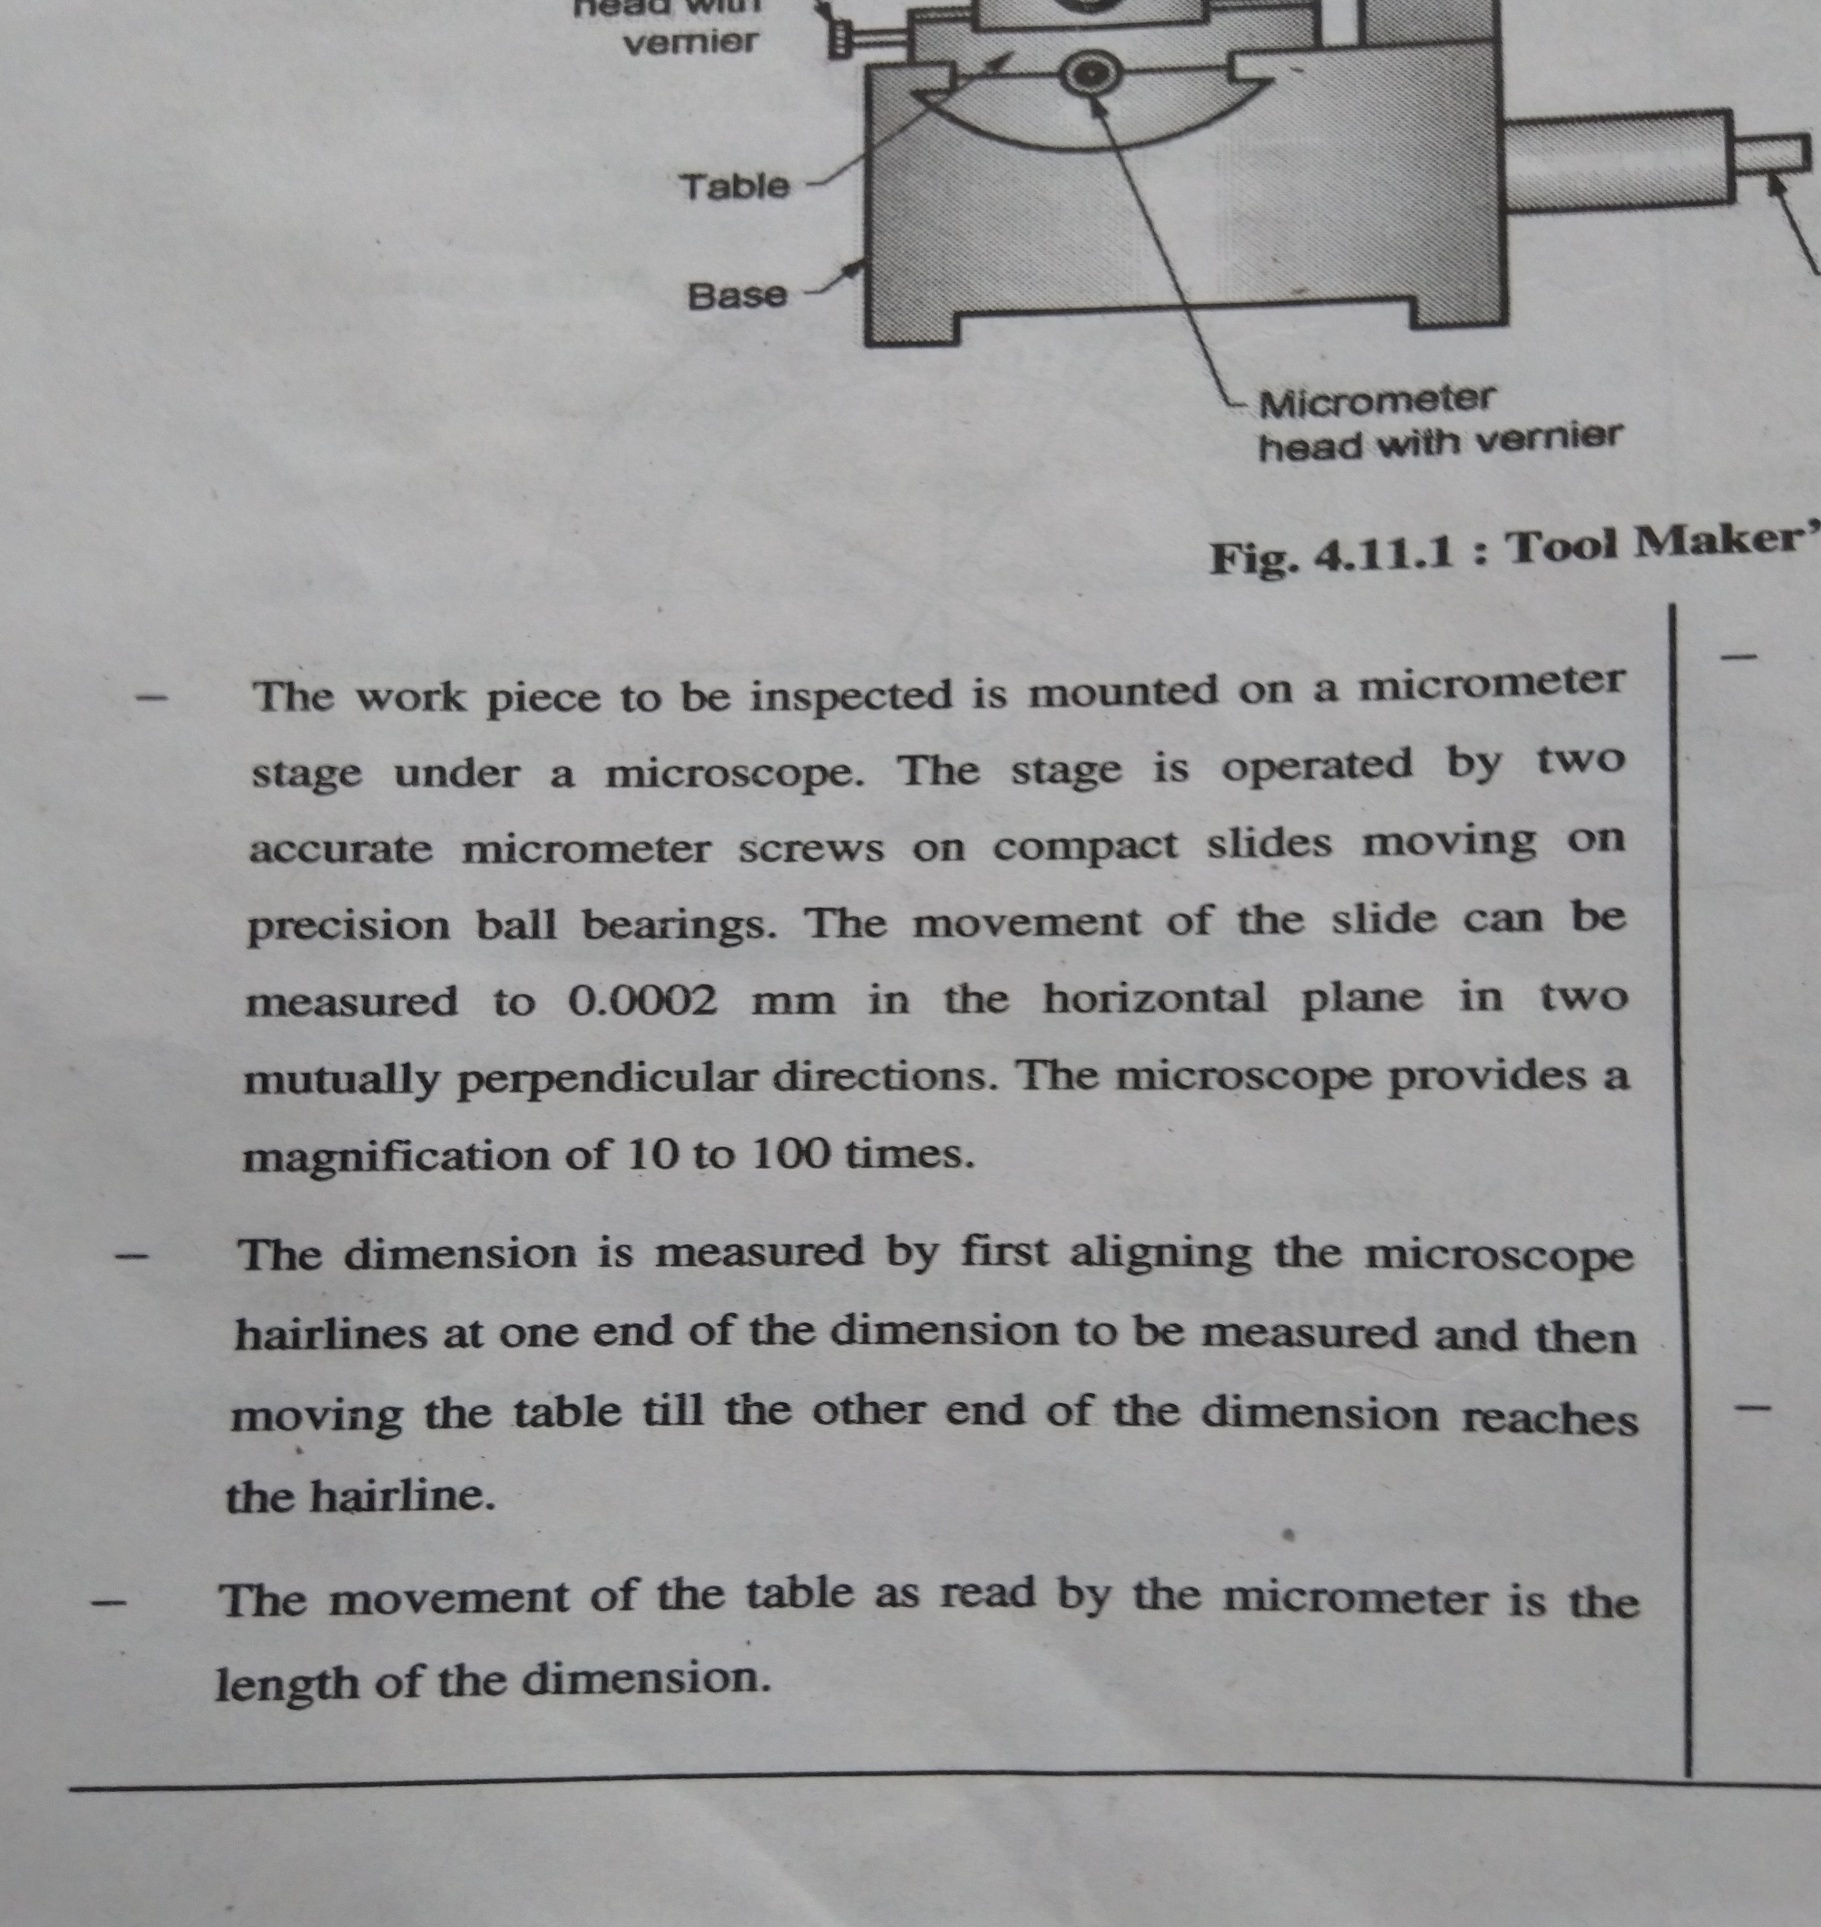 head with
vernier
Table
Base
Micrometer
head with vernier
Fig. 4.11.1 : Tool Maker'
– The work piece to be inspected is mounted on a micrometer
stage under a microscope. The stage is operated by two
accurate micrometer screws on compact slides moving on
precision ball bearings. The movement of the slide can be
measured to 0.0002 mm in the horizontal plane in two
mutually perpendicular directions. The microscope provides a
magnification of 10 to 100 times.
– The dimension is measured by first aligning the microscope
hairlines at one end of the dimension to be measured and then
moving the table till the other end of the dimension reaches
the hairline.
– The movement of the table as read by the micrometer is the
length of the dimension.
–
–